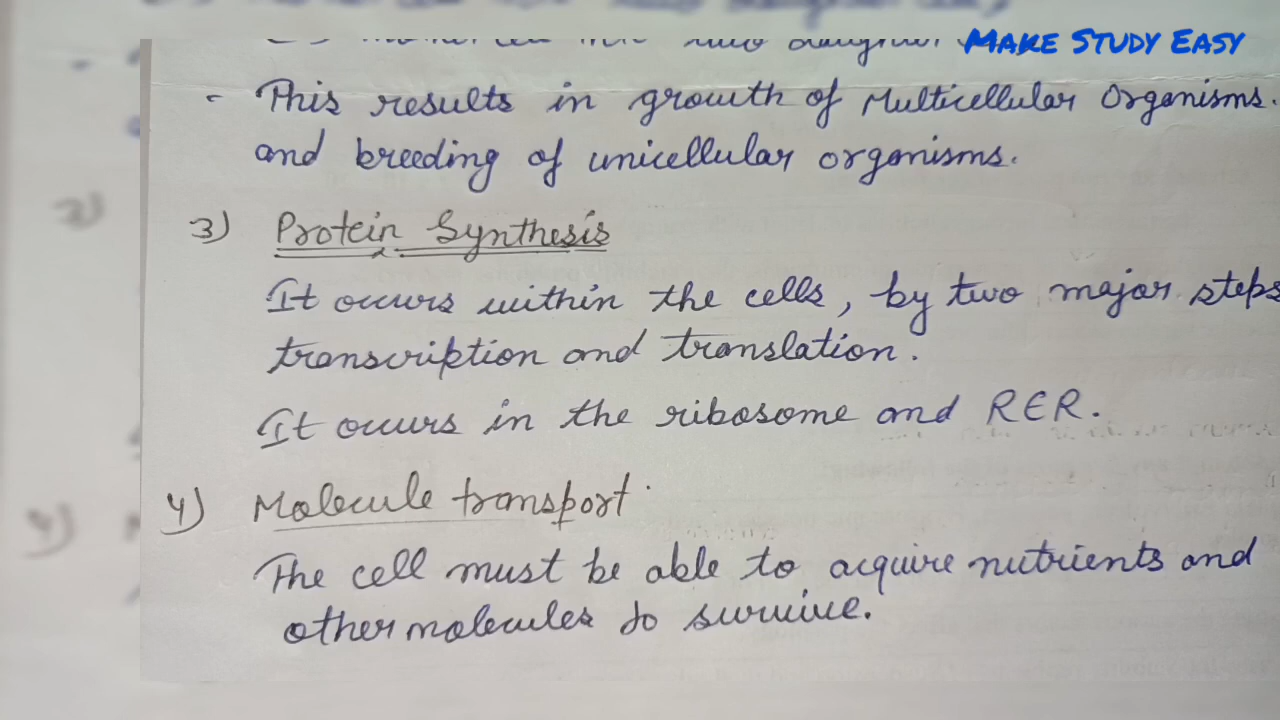 MAKE STUDY EASY
- This results in growth of Multicellular Organisms.
and breeding of unicellular organisms.
3) Protein Synthesis
It occurs within the cells, by two major steps
transcription and translation.
It occurs in the ribosome and RER.
4) Molecule transport.
The cell must be able to acquire nutrients and
other molecules to survive.